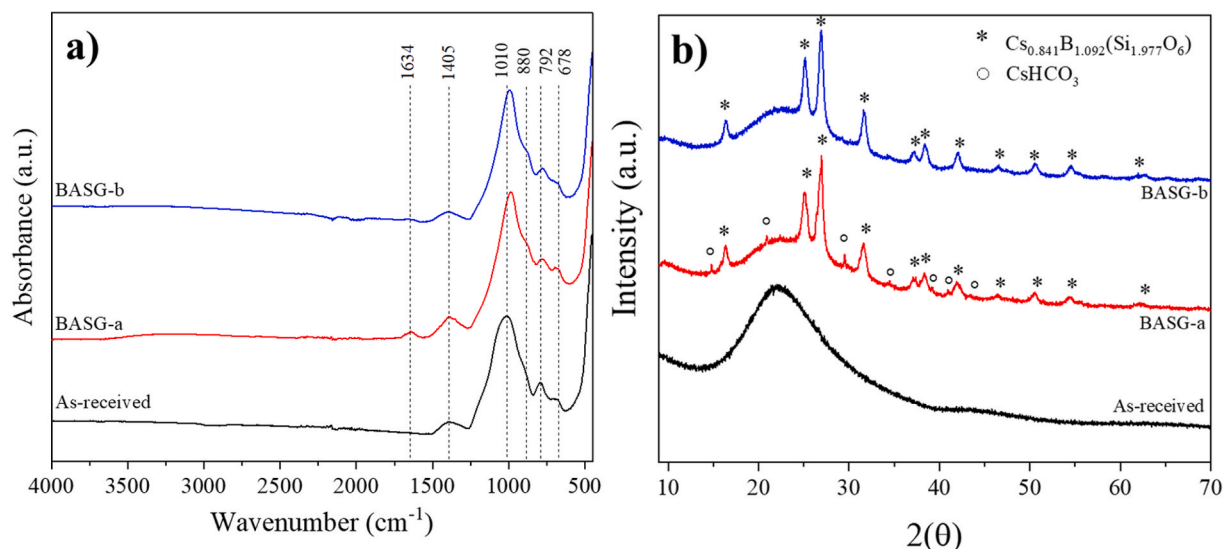 a)
1634
1405
1010
880
792
678
BASG-b
BASG-a
As-received
Absorbance (a.u.)
4000 3500 3000 2500 2000 1500 1000 500
Wavenumber (cm⁻¹)
b)
* Cs₀.₈₄₁B₁.₀₉₂(Si₁.₉₇₇O₆)
○ CsHCO₃
BASG-b
BASG-a
As-received
Intensity (a.u.)
10 20 30 40 50 60 70
2(θ)